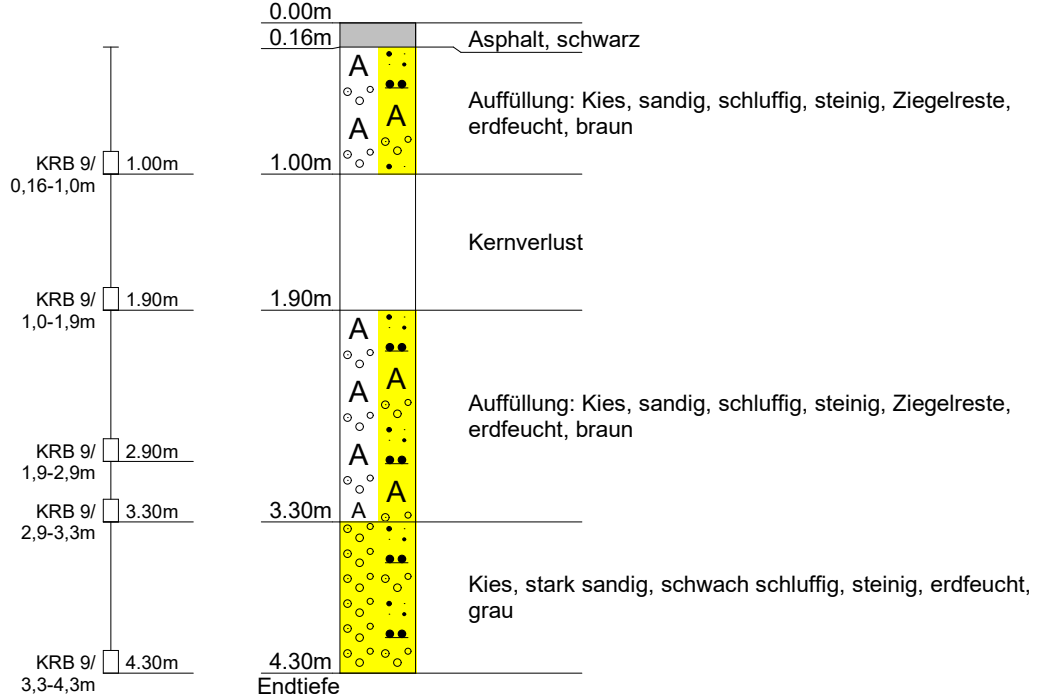 0.00m
0.16m
Asphalt, schwarz
A
A
A
Auffüllung: Kies, sandig, schluffig, steinig, Ziegelreste,
erdfeucht, braun
KRB 9/ 1.00m
0,16-1,0m
1.00m
Kernverlust
KRB 9/ 1.90m
1,0-1,9m
1.90m
A
A
A
A
A
A
Auffüllung: Kies, sandig, schluffig, steinig, Ziegelreste,
erdfeucht, braun
KRB 9/ 2.90m
1,9-2,9m
KRB 9/ 3.30m
2,9-3,3m
3.30m
Kies, stark sandig, schwach schluffig, steinig, erdfeucht,
grau
KRB 9/ 4.30m
3,3-4,3m
4.30m
Endtiefe